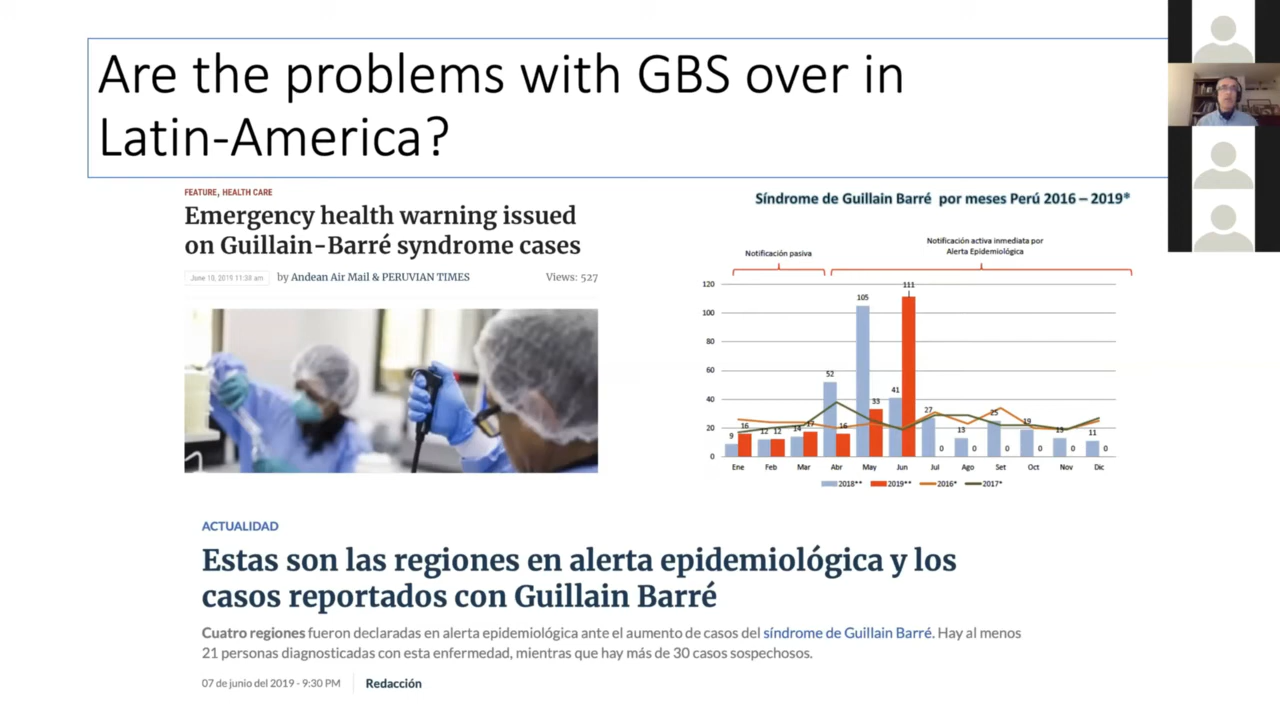 Are the problems with GBS over in
Latin-America?
FEATURE, HEALTH CARE
Emergency health warning issued
on Guillain-Barré syndrome cases
June 10, 2019 11:38 am
by Andean Air Mail & PERUVIAN TIMES
Views: 527
Síndrome de Guillain Barré por meses Perú 2016 – 2019*
Notificación pasiva
Notificación activa inmediata por
Alerta Epidemiológica
120
100
80
60
40
20
0
9
16
12
12
14
17
52
16
105
33
41
111
27
0
13
0
25
0
19
0
13
0
11
0
Ene
Feb
Mar
Abr
May
Jun
Jul
Ago
Set
Oct
Nov
Dic
2018**
2019**
2016*
2017*
ACTUALIDAD
Estas son las regiones en alerta epidemiológica y los
casos reportados con Guillain Barré
Cuatro regiones fueron declaradas en alerta epidemiológica ante el aumento de casos del síndrome de Guillain Barré. Hay al menos
21 personas diagnosticadas con esta enfermedad, mientras que hay más de 30 casos sospechosos.
07 de junio del 2019 - 9:30 PM
Redacción